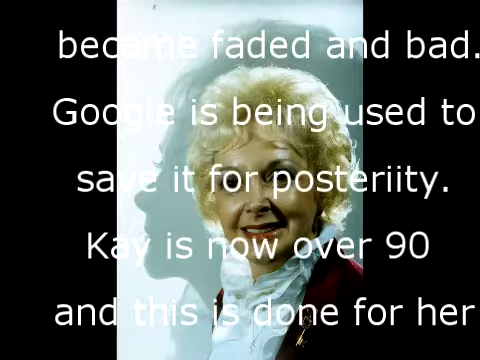 became faded and bad.
Google is being used to
save it for posteriity.
Kay is now over 90
and this is done for her